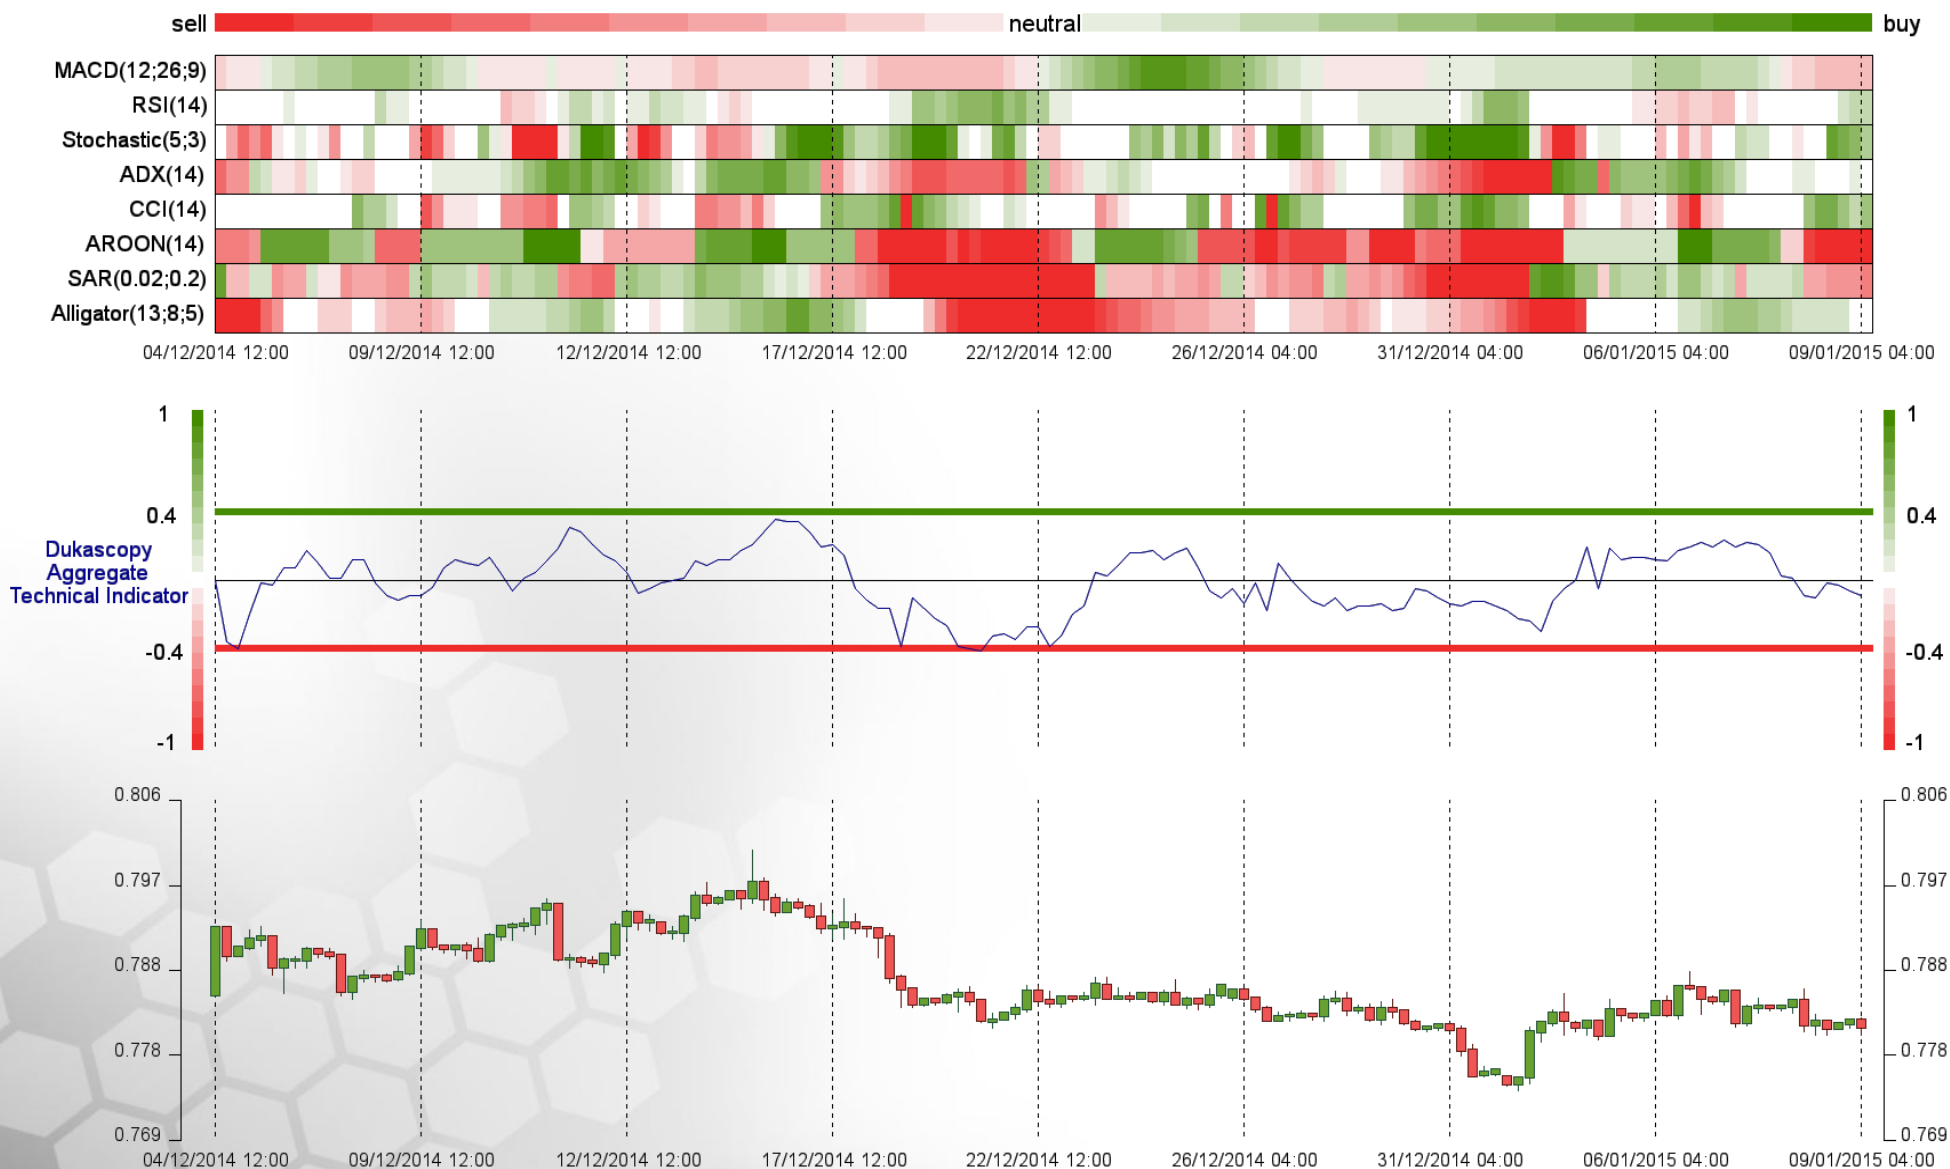 sell neutral buy
MACD(12;26;9)
RSI(14)
Stochastic(5;3)
ADX(14)
CCI(14)
AROON(14)
SAR(0.02;0.2)
Alligator(13;8;5)
04/12/2014 12:00 09/12/2014 12:00 12/12/2014 12:00 17/12/2014 12:00 22/12/2014 12:00 26/12/2014 04:00 31/12/2014 04:00 06/01/2015 04:00 09/01/2015 04:00
1 1
0.4 0.4
Dukascopy
Aggregate
Technical Indicator
-0.4 -0.4
-1 -1
0.806 0.806
0.797 0.797
0.788 0.788
0.778 0.778
0.769 0.769
04/12/2014 12:00 09/12/2014 12:00 12/12/2014 12:00 17/12/2014 12:00 22/12/2014 12:00 26/12/2014 04:00 31/12/2014 04:00 06/01/2015 04:00 09/01/2015 04:00